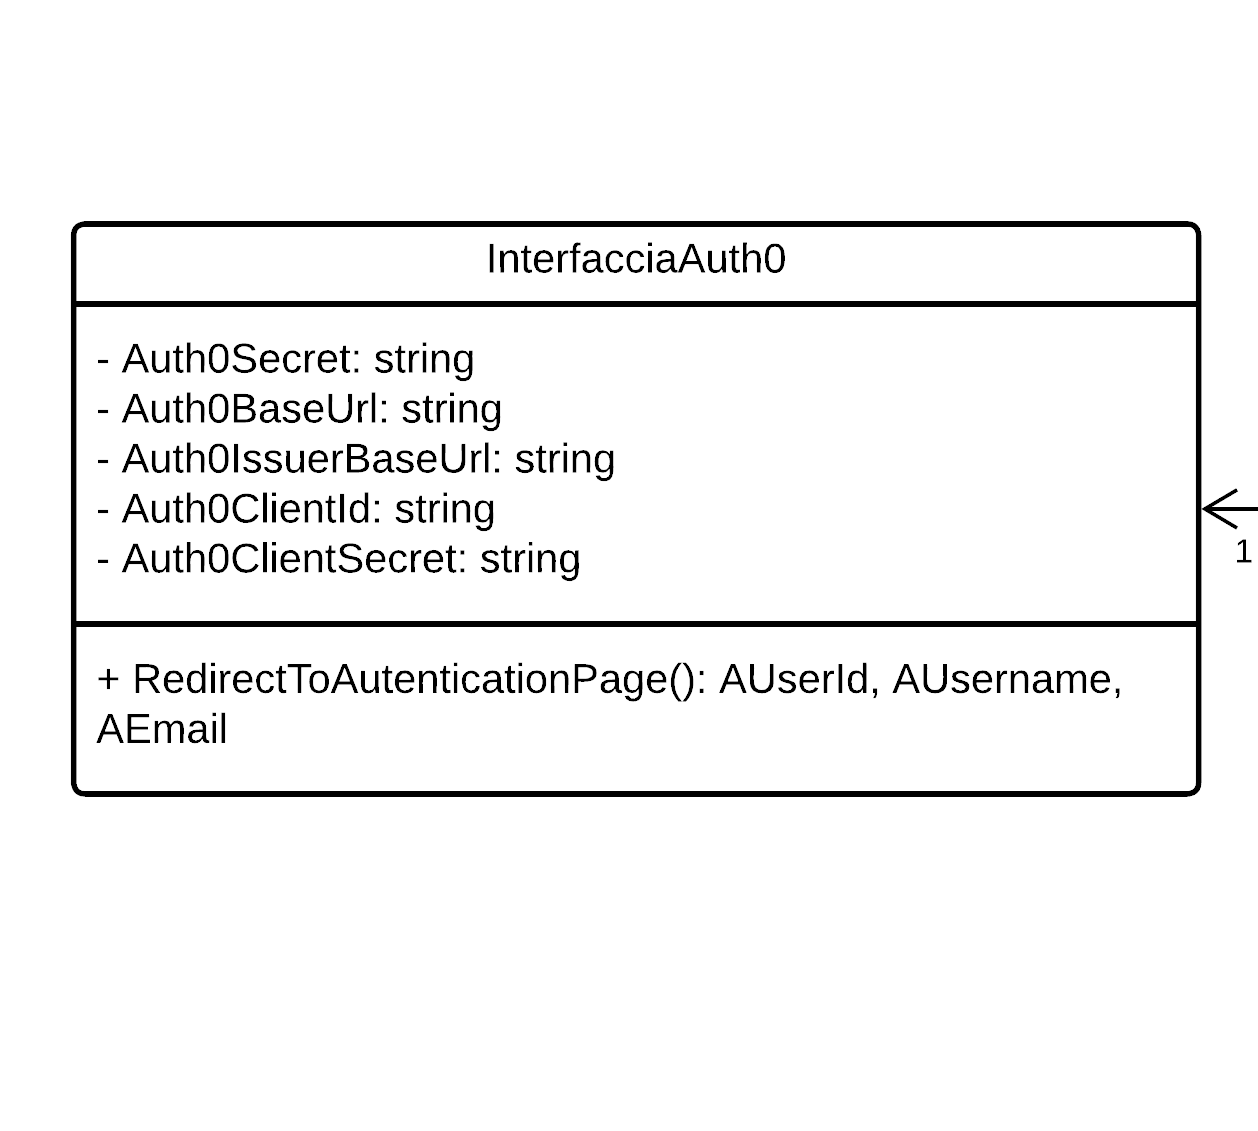 InterfacciaAuth0
- Auth0Secret: string
- Auth0BaseUrl: string
- Auth0IssuerBaseUrl: string
- Auth0ClientId: string
- Auth0ClientSecret: string
1
+ RedirectToAutenticationPage(): AUserId, AUsername,
AEmail